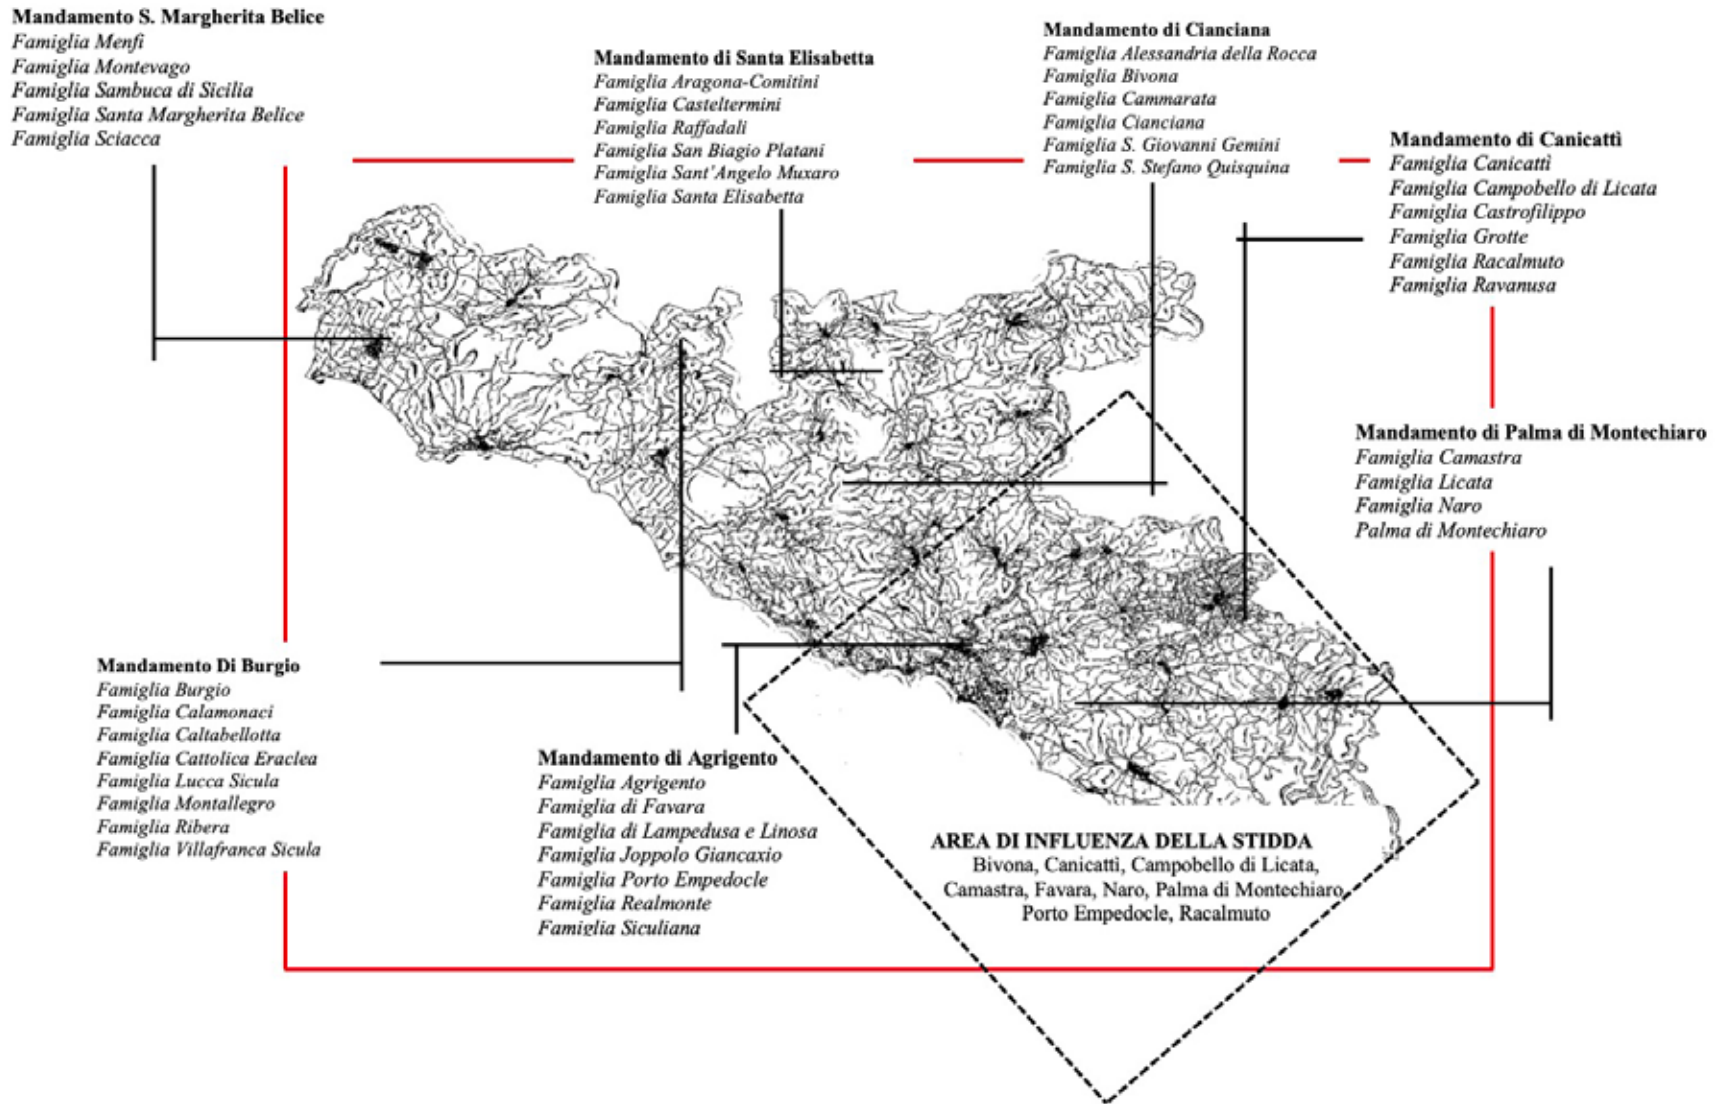 Mandamento S. Margherita Belice
Famiglia Menfi
Famiglia Montevago
Famiglia Sambuca di Sicilia
Famiglia Santa Margherita Belice
Famiglia Sciacca
Mandamento di Santa Elisabetta
Famiglia Aragona-Comitini
Famiglia Casteltermini
Famiglia Raffadali
Famiglia San Biagio Platani
Famiglia Sant'Angelo Muxaro
Famiglia Santa Elisabetta
Mandamento di Cianciana
Famiglia Alessandria della Rocca
Famiglia Bivona
Famiglia Cammarata
Famiglia Cianciana
Famiglia S. Giovanni Gemini
Famiglia S. Stefano Quisquina
Mandamento di Canicattì
Famiglia Canicattì
Famiglia Campobello di Licata
Famiglia Castrofilippo
Famiglia Grotte
Famiglia Racalmuto
Famiglia Ravanusa
Mandamento di Palma di Montechiaro
Famiglia Camastra
Famiglia Licata
Famiglia Naro
Palma di Montechiaro
Mandamento Di Burgio
Famiglia Burgio
Famiglia Calamonaci
Famiglia Caltabellotta
Famiglia Cattolica Eraclea
Famiglia Lucca Sicula
Famiglia Montallegro
Famiglia Ribera
Famiglia Villafranca Sicula
Mandamento di Agrigento
Famiglia Agrigento
Famiglia di Favara
Famiglia di Lampedusa e Linosa
Famiglia Joppolo Giancaxio
Famiglia Porto Empedocle
Famiglia Realmonte
Famiglia Siculiana
AREA DI INFLUENZA DELLA STIDDA
Bivona, Canicattì, Campobello di Licata,
Camastra, Favara, Naro, Palma di Montechiaro,
Porto Empedocle, Racalmuto